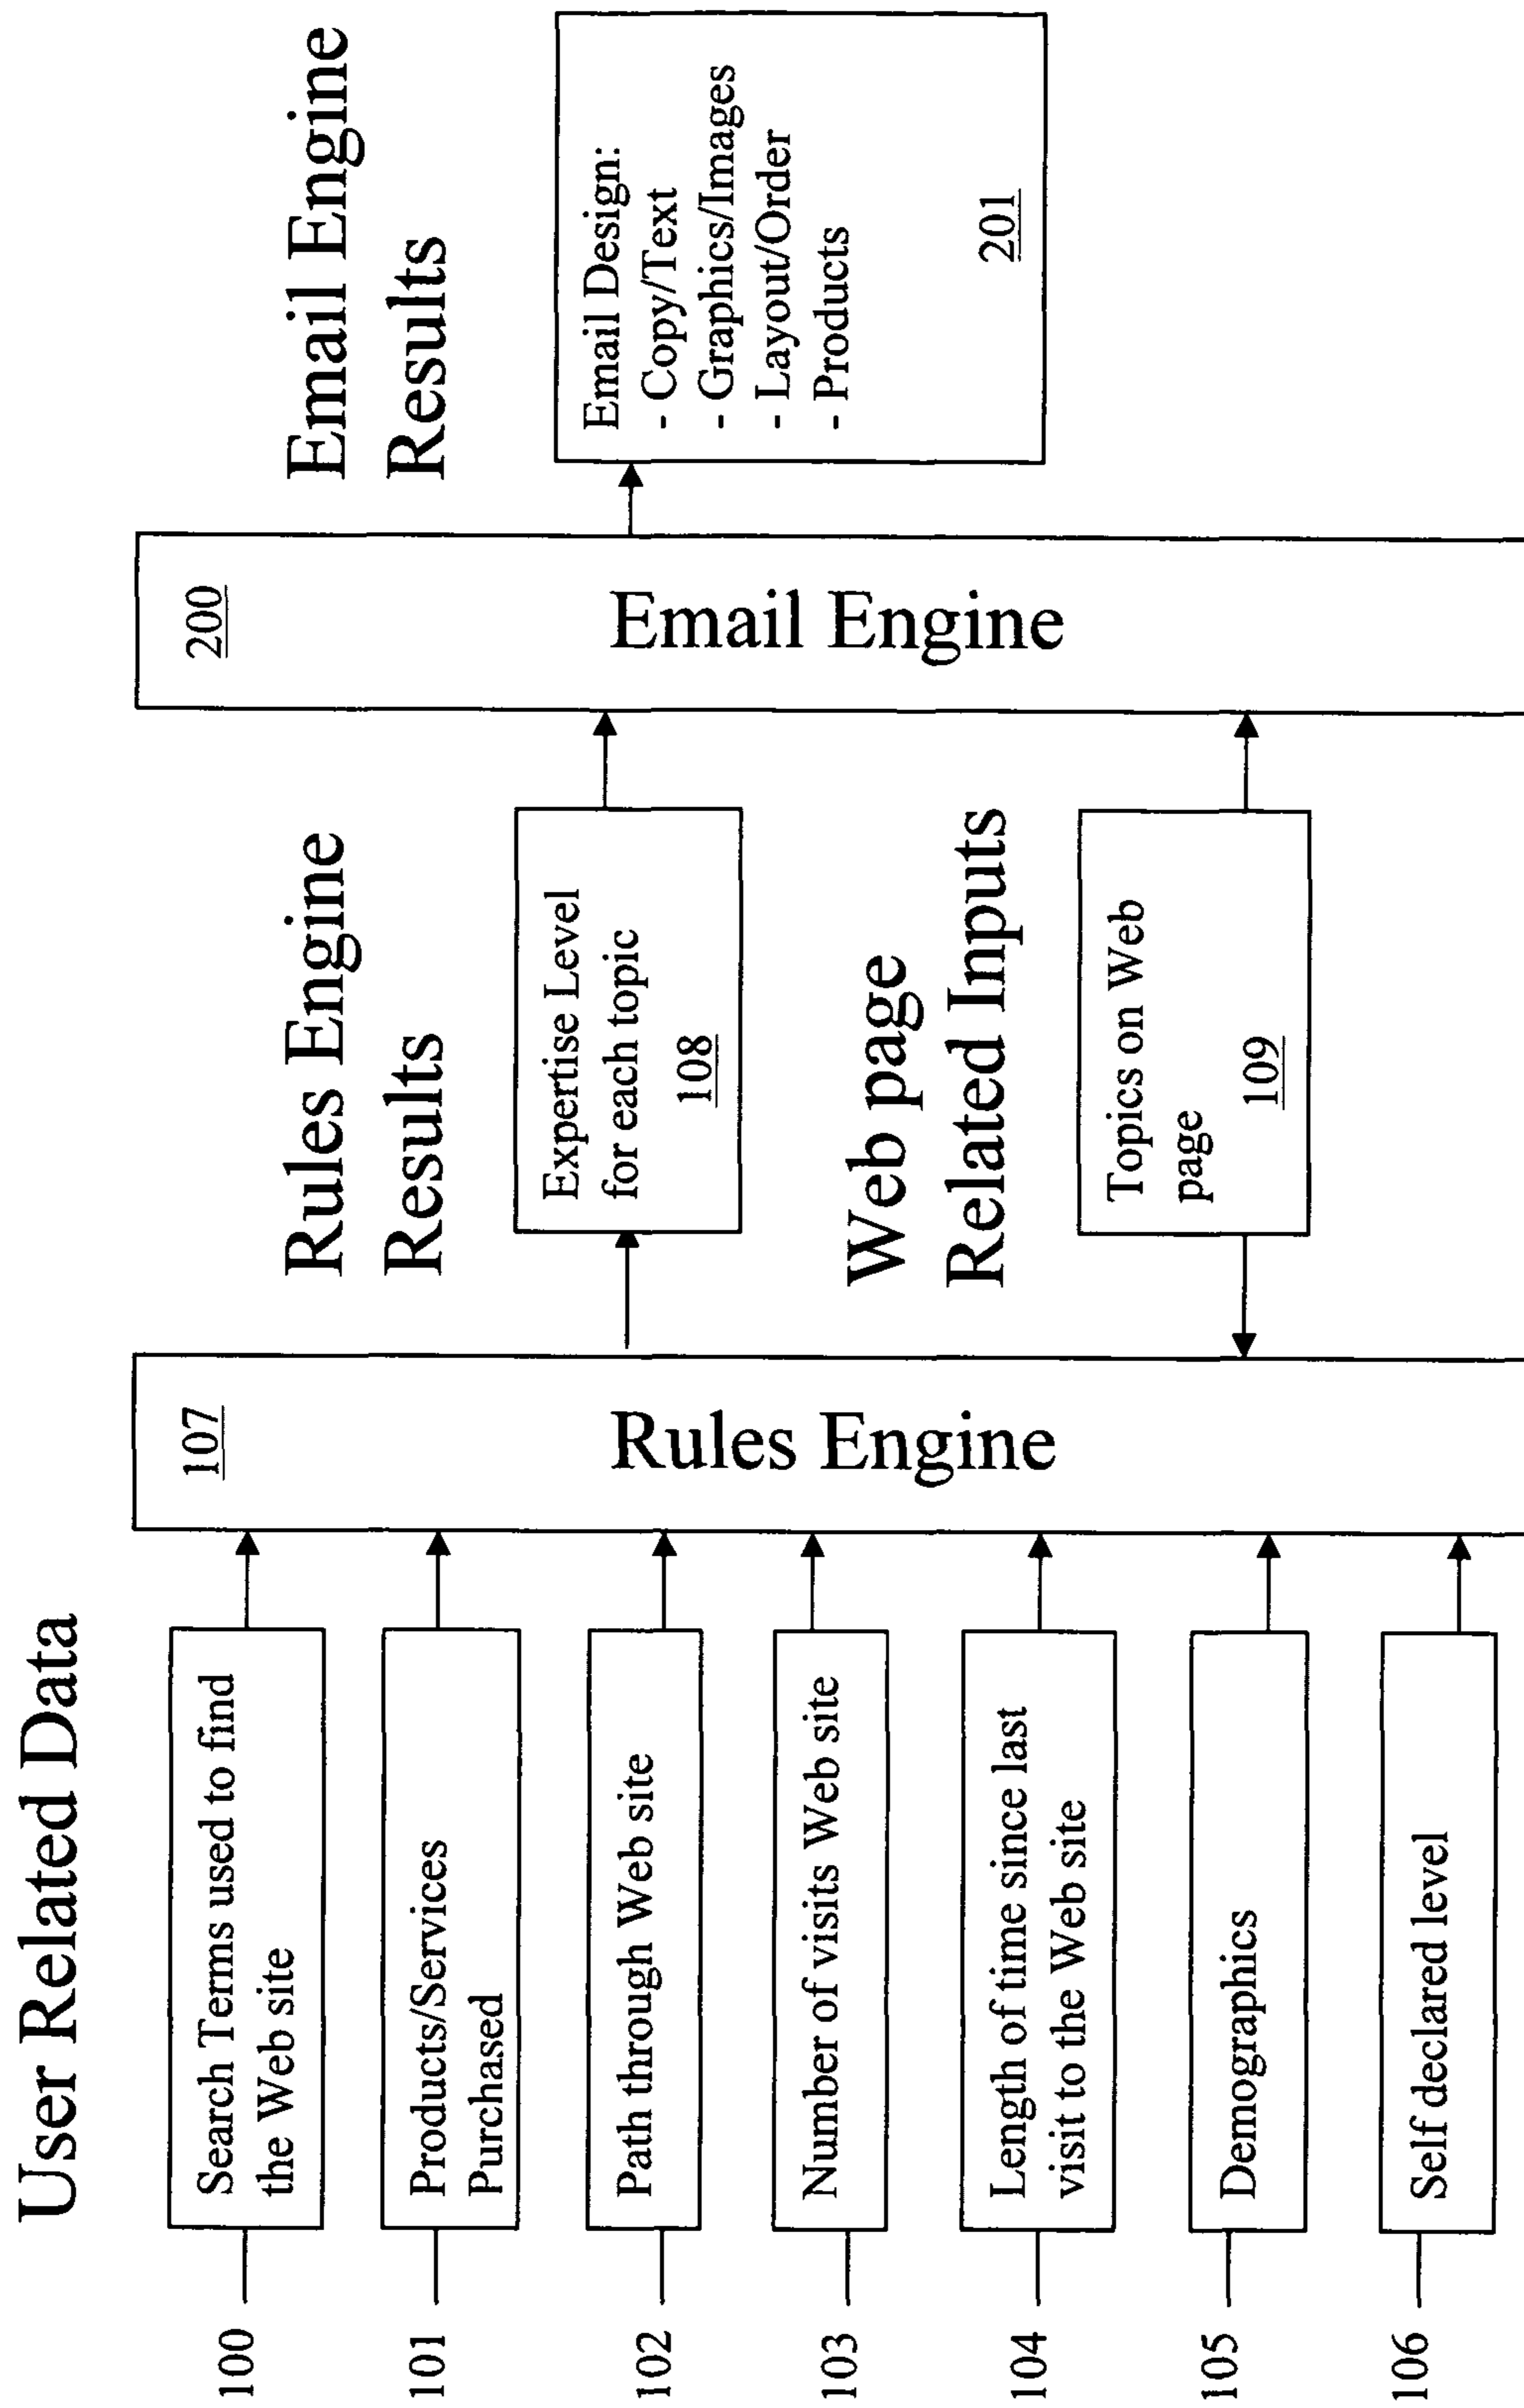 User Related Data
100
Search Terms used to find
the Web site
101
Products/Services
Purchased
102
Path through Web site
103
Number of visits Web site
104
Length of time since last
visit to the Web site
105
Demographics
106
Self declared level
107
Rules Engine
Rules Engine
Results
Expertise Level
for each topic
108
Web page
Related Inputs
Topics on Web
page
109
200
Email Engine
Email Engine
Results
Email Design:
- Copy/Text
- Graphics/Images
- Layout/Order
- Products
201